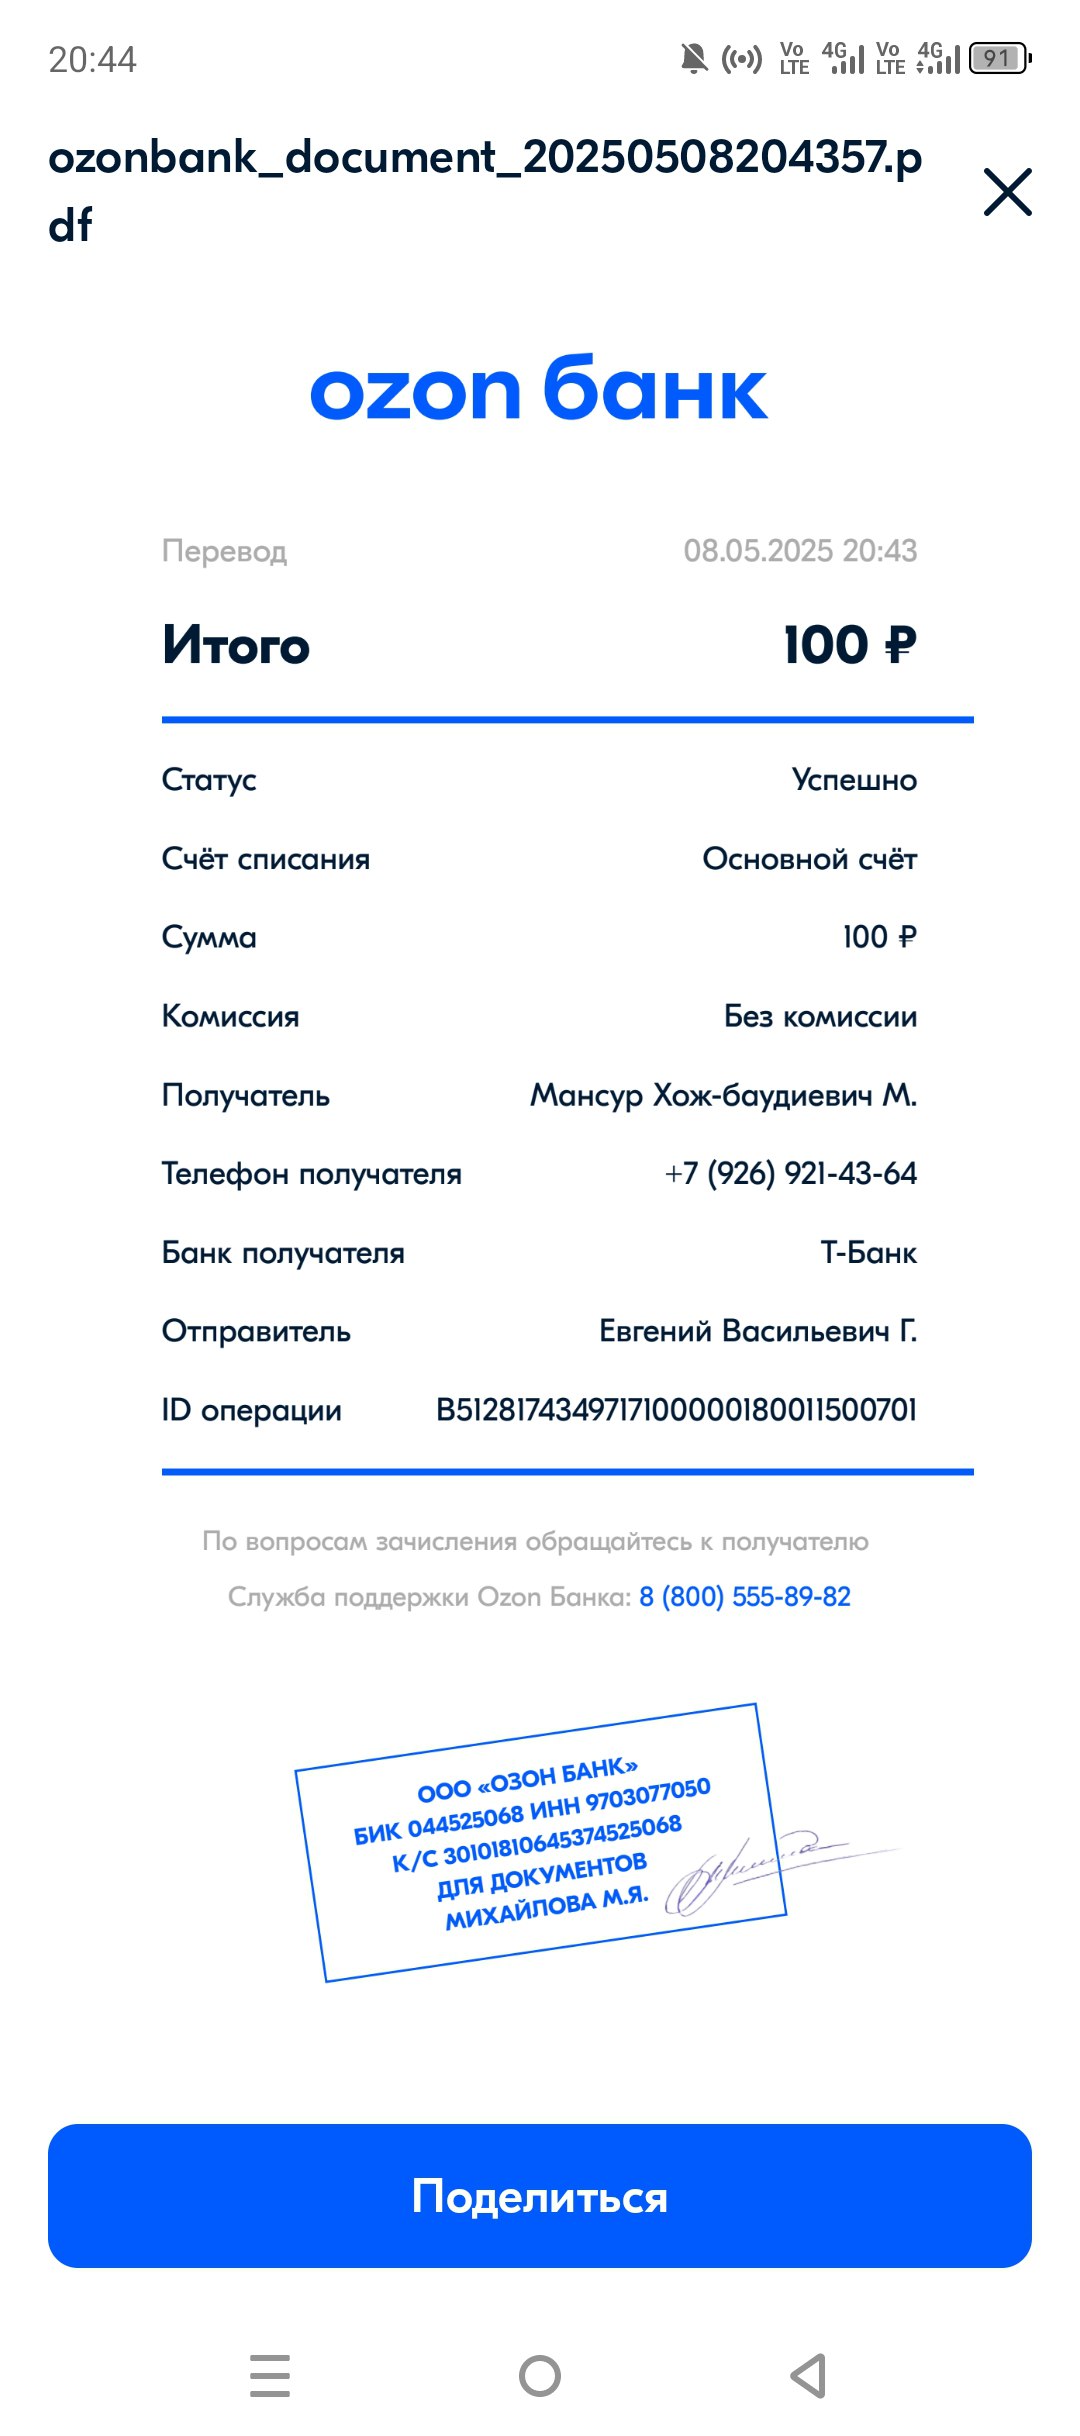 20:44
Vo LTE 4G Vo LTE 4G 91
ozonbank_document_20250508204357.p
df
ozon банк
Перевод 08.05.2025 20:43
Итого 100 ₽
Статус Успешно
Счёт списания Основной счёт
Сумма 100 ₽
Комиссия Без комиссии
Получатель Мансур Хож-баудиевич М.
Телефон получателя +7 (926) 921-43-64
Банк получателя Т-Банк
Отправитель Евгений Васильевич Г.
ID операции B5128174349717100000180011500701
По вопросам зачисления обращайтесь к получателю
Служба поддержки Ozon Банка: 8 (800) 555-89-82
ООО «ОЗОН БАНК»
БИК 044525068 ИНН 9703077050
К/С 30101810645374525068
ДЛЯ ДОКУМЕНТОВ
МИХАЙЛОВА М.Я.
Поделиться